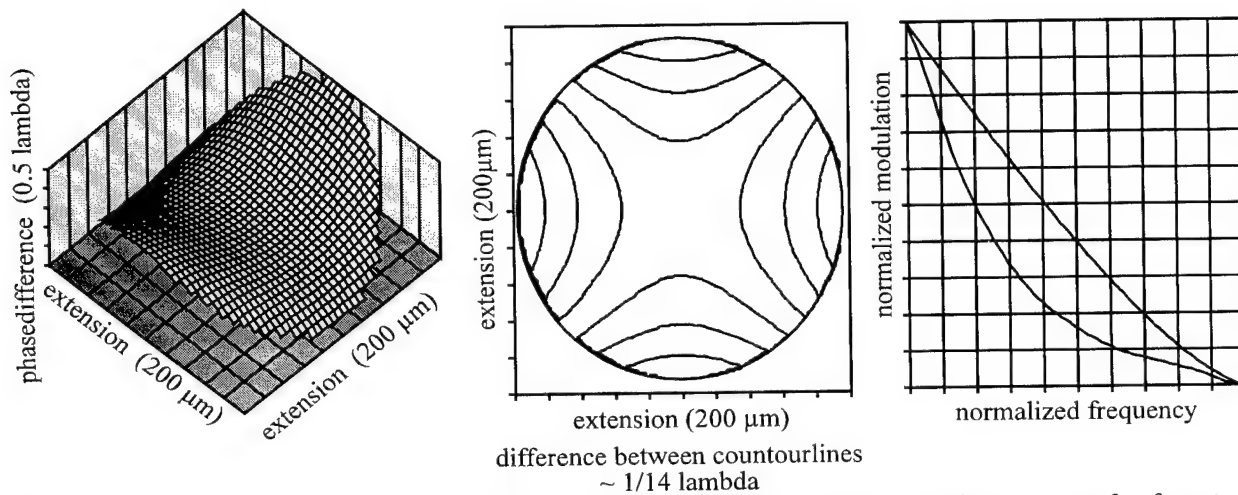 phasedifference (0.5 lambda)
extension (200 µm)
extension (200 µm)
extension (200µm)
extension (200 µm)
difference between countourlines
~ 1/14 lambda
normalized modulation
normalized frequency